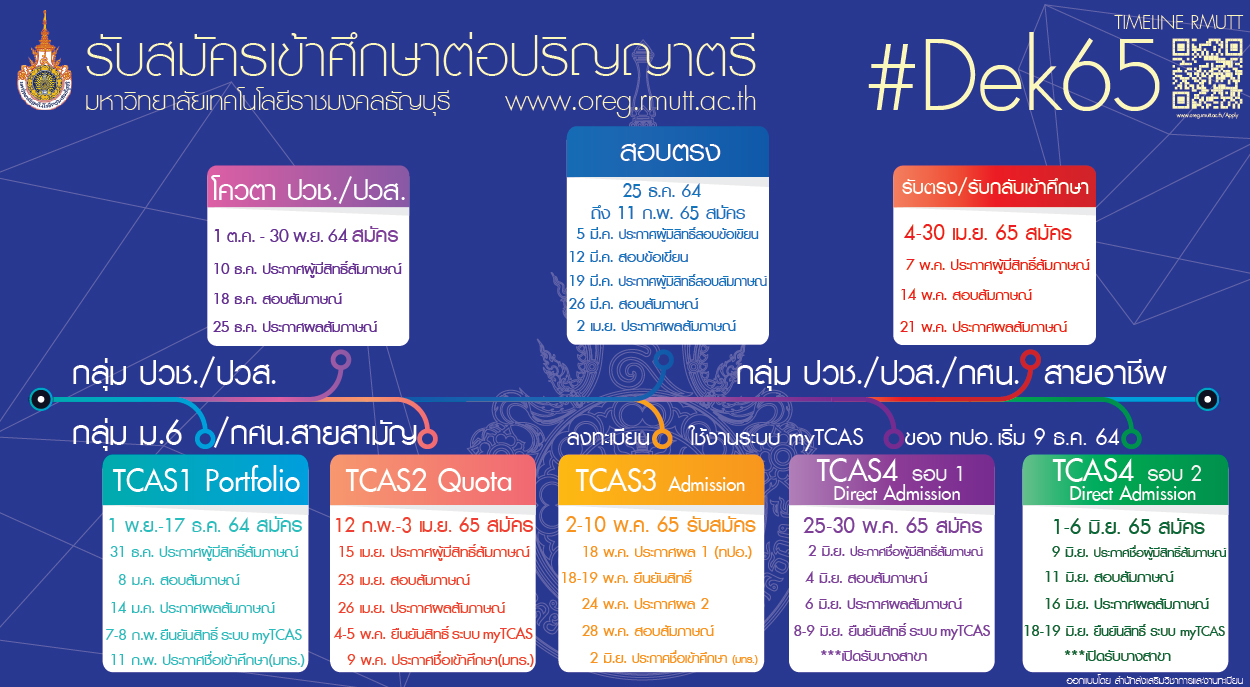 TIMELINE RMUTT
รับสมัครเข้าศึกษาต่อปริญญาตรี
#Dek65
มหาวิทยาลัยเทคโนโลยีราชมงคลธัญบุรี www.oreg.rmutt.ac.th
www.oreg.rmutt.ac.th/Apply
โควตา ปวช./ปวส.
1 ต.ค. - 30 พ.ย. 64 สมัคร
10 ธ.ค. ประกาศผู้มีสิทธิ์สัมภาษณ์
18 ธ.ค. สอบสัมภาษณ์
25 ธ.ค. ประกาศผลสัมภาษณ์
สอบตรง
25 ธ.ค. 64
ถึง 11 ก.พ. 65 สมัคร
5 มี.ค. ประกาศผู้มีสิทธิ์สอบข้อเขียน
12 มี.ค. สอบข้อเขียน
19 มี.ค. ประกาศผู้มีสิทธิ์สอบสัมภาษณ์
26 มี.ค. สอบสัมภาษณ์
2 เม.ย. ประกาศผลสัมภาษณ์
รับตรง/รับกลับเข้าศึกษา
4-30 เม.ย. 65 สมัคร
7 พ.ค. ประกาศผู้มีสิทธิ์สัมภาษณ์
14 พ.ค. สอบสัมภาษณ์
21 พ.ค. ประกาศผลสัมภาษณ์
กลุ่ม ปวช./ปวส.
กลุ่ม ปวช./ปวส./กศน. สายอาชีพ
กลุ่ม ม.6 /กศน.สายสามัญ
ลงทะเบียน ใช้งานระบบ myTCAS ของ ทปอ. เริ่ม 9 ธ.ค. 64
TCAS1 Portfolio
1 พ.ย.-17 ธ.ค. 64 สมัคร
31 ธ.ค. ประกาศผู้มีสิทธิ์สัมภาษณ์
8 ม.ค. สอบสัมภาษณ์
14 ม.ค. ประกาศผลสัมภาษณ์
7-8 ก.พ. ยืนยันสิทธิ์ ระบบ myTCAS
11 ก.พ. ประกาศชื่อเข้าศึกษา(มทร.)
TCAS2 Quota
12 ก.พ.-3 เม.ย. 65 สมัคร
15 เม.ย. ประกาศผู้มีสิทธิ์สัมภาษณ์
23 เม.ย. สอบสัมภาษณ์
26 เม.ย. ประกาศผลสัมภาษณ์
4-5 พ.ค. ยืนยันสิทธิ์ ระบบ myTCAS
9 พ.ค. ประกาศชื่อเข้าศึกษา(มทร.)
TCAS3 Admission
2-10 พ.ค. 65 รับสมัคร
18 พ.ค. ประกาศผล 1 (ทปอ.)
18-19 พ.ค. ยืนยันสิทธิ์
24 พ.ค. ประกาศผล 2
28 พ.ค. สอบสัมภาษณ์
2 มิ.ย. ประกาศชื่อเข้าศึกษา (มทร.)
TCAS4 รอบ 1
Direct Admission
25-30 พ.ค. 65 สมัคร
2 มิ.ย. ประกาศชื่อผู้มีสิทธิ์สัมภาษณ์
4 มิ.ย. สอบสัมภาษณ์
6 มิ.ย. ประกาศผลสัมภาษณ์
8-9 มิ.ย. ยืนยันสิทธิ์ ระบบ myTCAS
***เปิดรับบางสาขา
TCAS4 รอบ 2
Direct Admission
1-6 มิ.ย. 65 สมัคร
9 มิ.ย. ประกาศชื่อผู้มีสิทธิ์สัมภาษณ์
11 มิ.ย. สอบสัมภาษณ์
16 มิ.ย. ประกาศผลสัมภาษณ์
18-19 มิ.ย. ยืนยันสิทธิ์ ระบบ myTCAS
***เปิดรับบางสาขา
ออกแบบโดย สำนักส่งเสริมวิชาการและงานทะเบียน